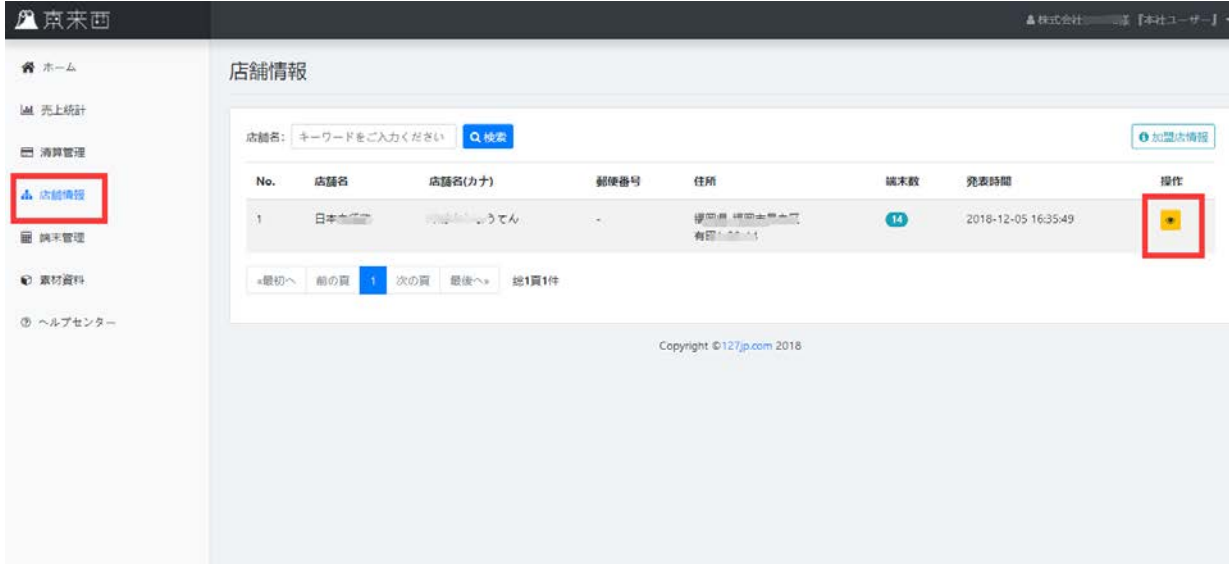 南来西
株式会社 様『本社ユーザー』
ホーム
売上統計
清算管理
店舗情報
端末管理
素材資料
ヘルプセンター
店舗情報
店舗名: キーワードをご入力ください 検索 加盟店情報
No. 店舗名 店舗名(カナ) 郵便番号 住所 端末数 発表時間 操作
1 日本 うてん - 福岡県 14 2018-12-05 16:35:49
«最初へ 前の頁 1 次の頁 最後へ» 総1頁1件
Copyright ©127jp.com 2018